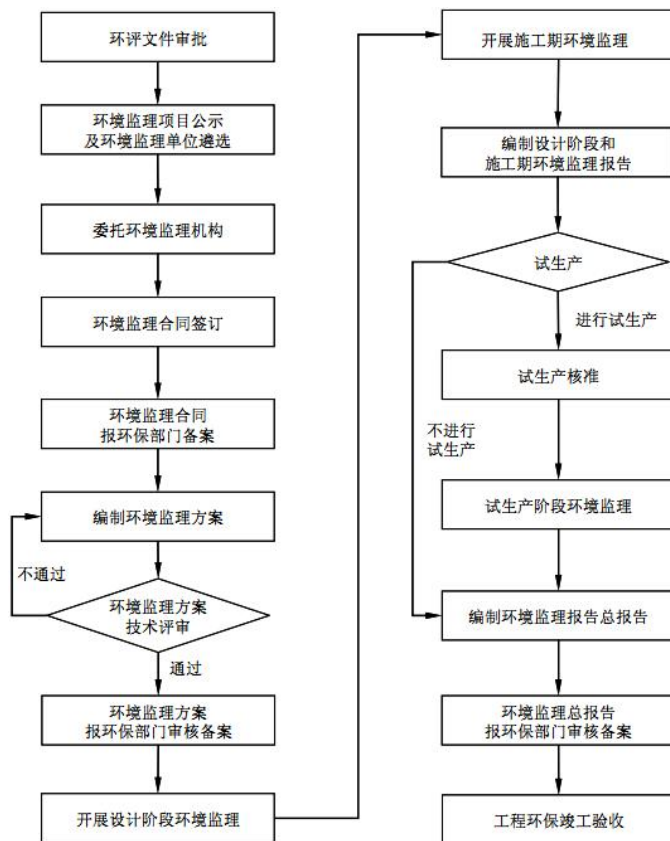 环评文件审批
环境监理项目公示
及环境监理单位遴选
委托环境监理机构
环境监理合同签订
环境监理合同
报环保部门备案
编制环境监理方案
不通过
环境监理方案
技术评审
通过
环境监理方案
报环保部门审核备案
开展设计阶段环境监理
开展施工期环境监理
编制设计阶段和
施工期环境监理报告
试生产
进行试生产
试生产核准
不进行
试生产
试生产阶段环境监理
编制环境监理报告总报告
环境监理总报告
报环保部门审核备案
工程环保竣工验收